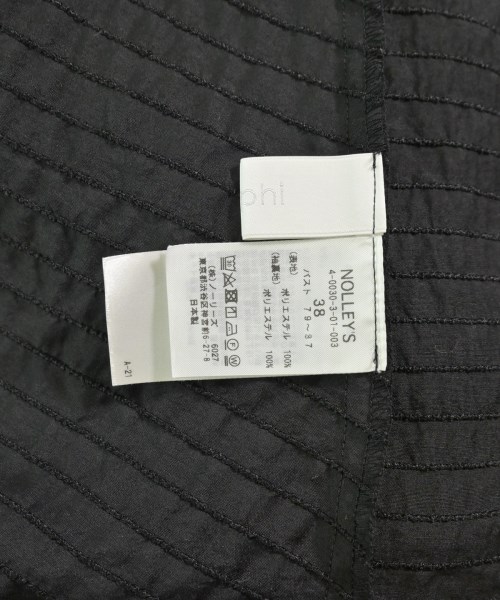 phi
NOLLEY'S
4-0030-3-01-003
38
バスト 79~87
(表地) ポリエステル 100%
(袖裏地) ポリエステル 100%
(株)ノーリーズ 6027
東京都渋谷区神宮前6-27-8
日本製
A-21